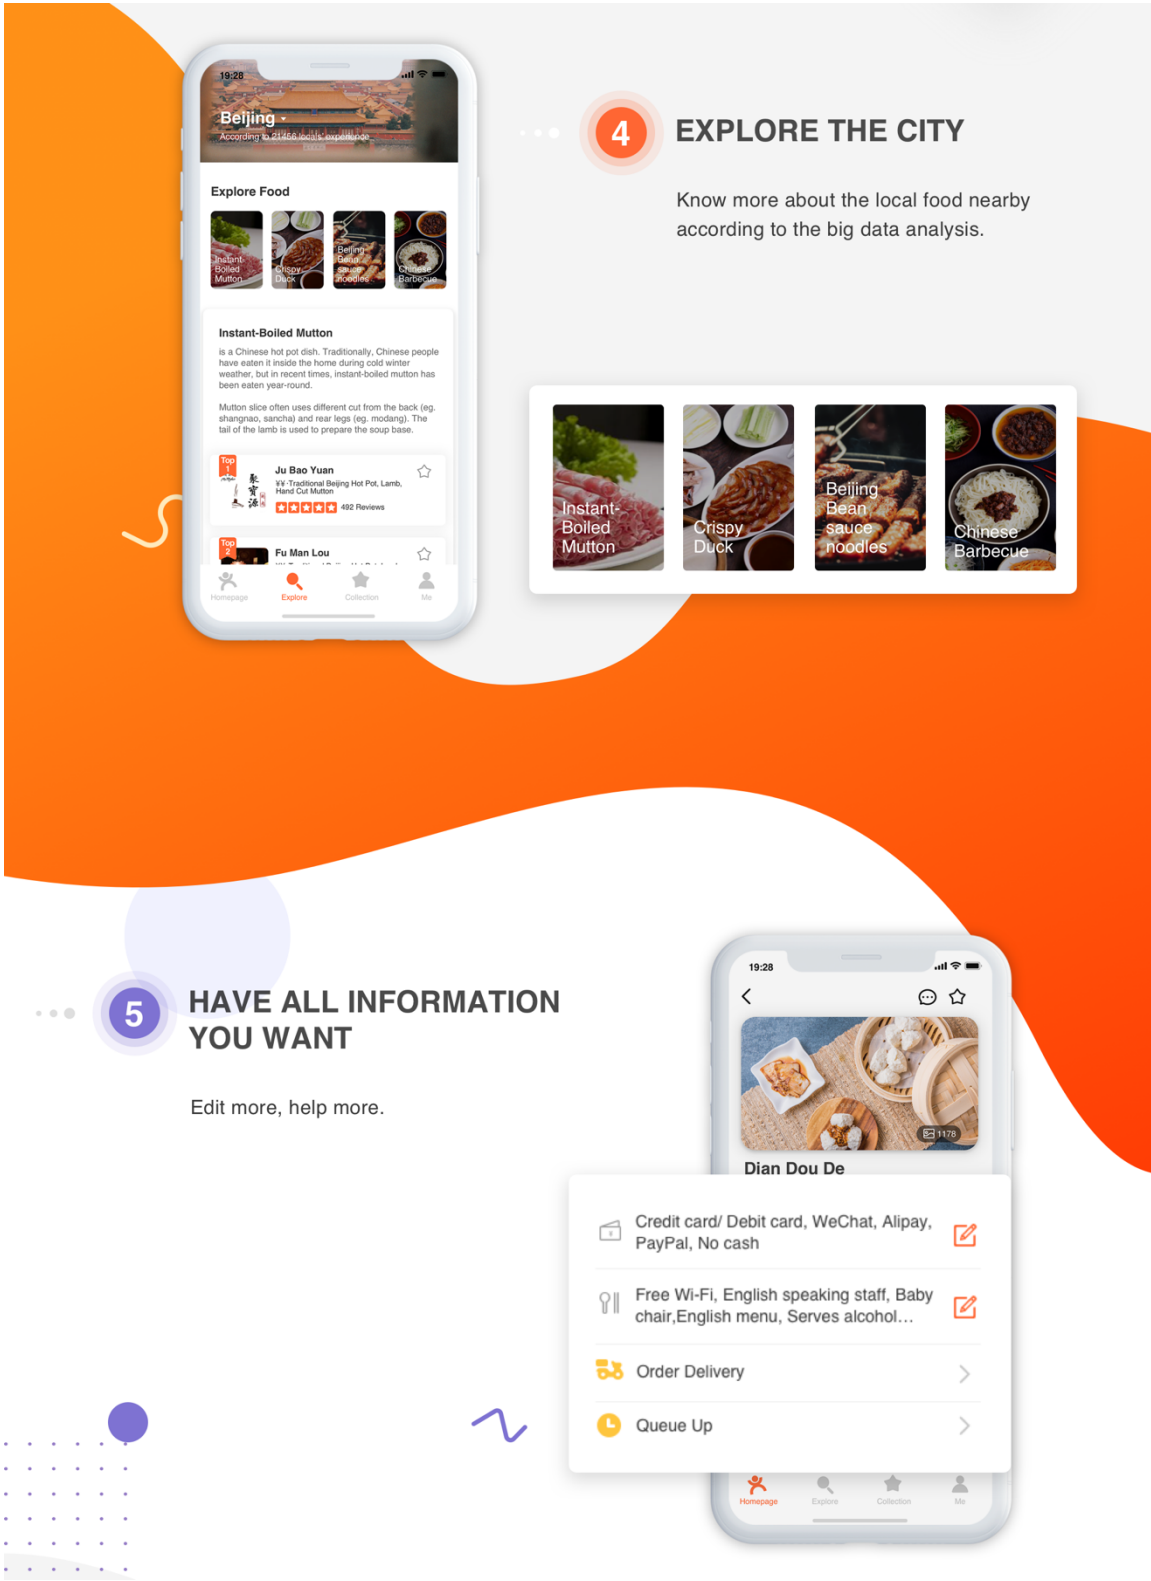 19:28
Beijing
According to 21456 locals' experience
Explore Food
Instant-
Boiled
Mutton
Crispy
Duck
Beijing
Bean
sauce
noodles
Chinese
Barbecue
Instant-Boiled Mutton
is a Chinese hot pot dish. Traditionally, Chinese people
have eaten it inside the home during cold winter
weather, but in recent times, instant-boiled mutton has
been eaten year-round.
Mutton slice often uses different cut from the back (eg.
shangnao, sancha) and rear legs (eg. modang). The
tail of the lamb is used to prepare the soup base.
Top
1
聚寳源
Ju Bao Yuan
¥¥ ·Traditional Beijing Hot Pot, Lamb,
Hand Cut Mutton
492 Reviews
Top
2
Fu Man Lou
Homepage
Explore
Collection
Me
4
EXPLORE THE CITY
Know more about the local food nearby
according to the big data analysis.
Instant-
Boiled
Mutton
Crispy
Duck
Beijing
Bean
sauce
noodles
Chinese
Barbecue
5
HAVE ALL INFORMATION
YOU WANT
Edit more, help more.
19:28
1178
Dian Dou De
Credit card/ Debit card, WeChat, Alipay,
PayPal, No cash
Free Wi-Fi, English speaking staff, Baby
chair,English menu, Serves alcohol...
Order Delivery
Queue Up
Homepage
Explore
Collection
Me